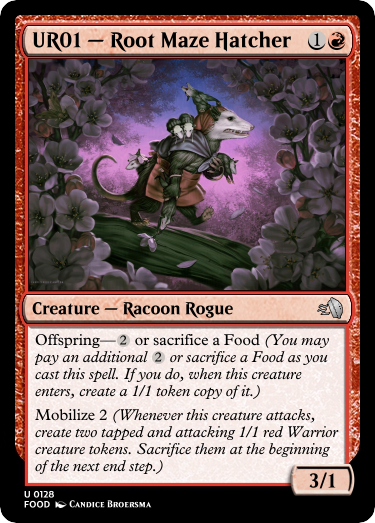 UR01 — Root Maze Hatcher 1
Creature — Racoon Rogue
Offspring—2 or sacrifice a Food (You may
pay an additional 2 or sacrifice a Food as you
cast this spell. If you do, when this creature
enters, create a 1/1 token copy of it.)
Mobilize 2 (Whenever this creature attacks,
create two tapped and attacking 1/1 red Warrior
creature tokens. Sacrifice them at the beginning
of the next end step.)
3/1
U 0128
FOOD Candice Broersma